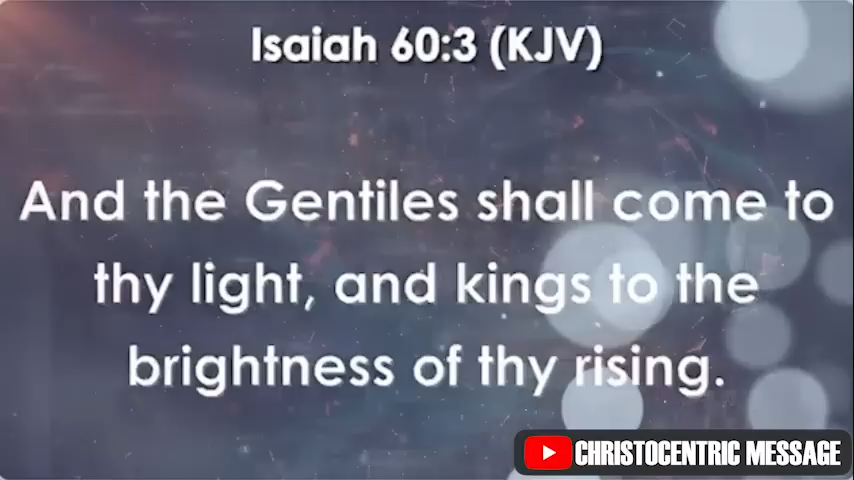 Isaiah 60:3 (KJV)
And the Gentiles shall come to
thy light, and kings to the
brightness of thy rising.
CHRISTOCENTRIC MESSAGE